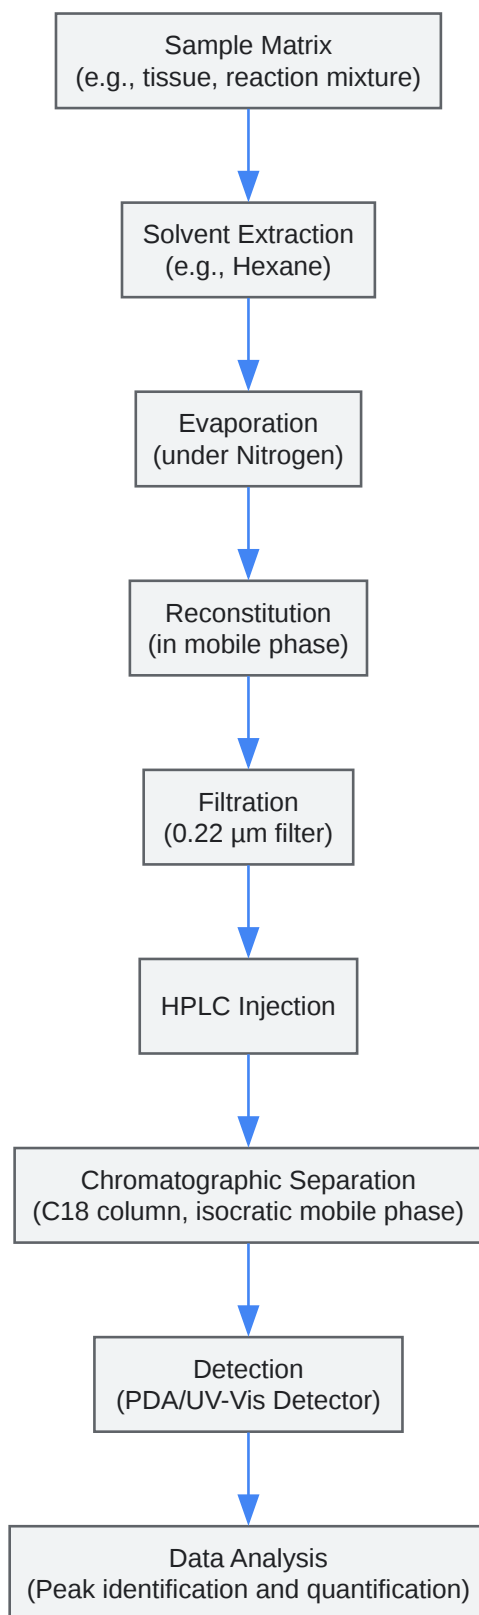 Sample Matrix
(e.g., tissue, reaction mixture)
Solvent Extraction
(e.g., Hexane)
Evaporation
(under Nitrogen)
Reconstitution
(in mobile phase)
Filtration
(0.22 µm filter)
HPLC Injection
Chromatographic Separation
(C18 column, isocratic mobile phase)
Detection
(PDA/UV-Vis Detector)
Data Analysis
(Peak identification and quantification)